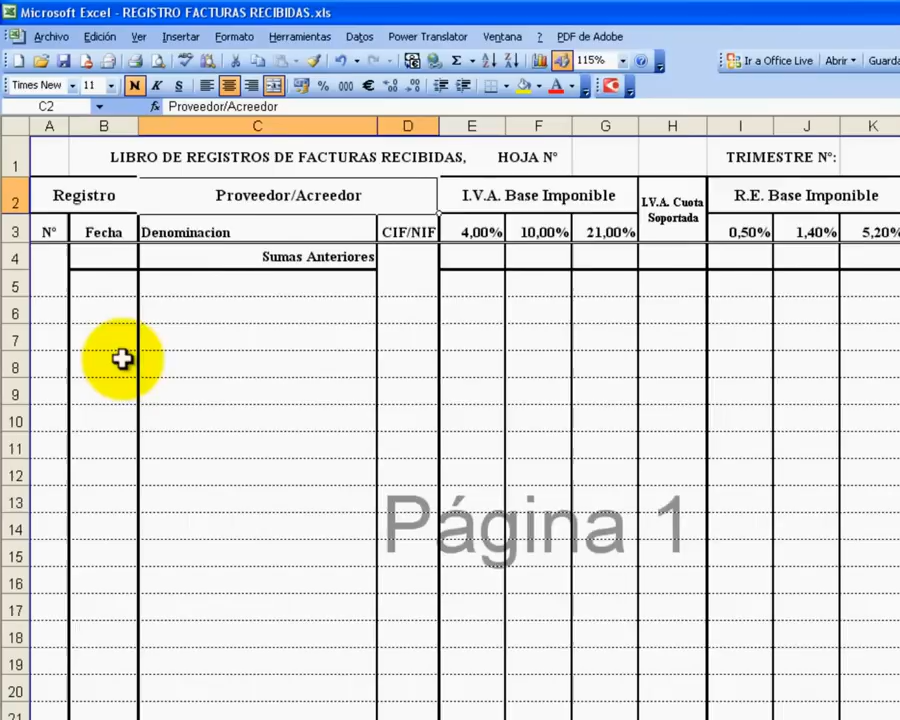 Microsoft Excel - REGISTRO FACTURAS RECIBIDAS.xls
Archivo Edición Ver Insertar Formato Herramientas Datos Power Translator Ventana ? PDF de Adobe
115% Ir a Office Live Abrir Guarda
Times New 11 N K S % 000 €
C2 fx Proveedor/Acreedor
A B C D E F G H I J K
1 LIBRO DE REGISTROS DE FACTURAS RECIBIDAS, HOJA Nº TRIMESTRE Nº:
2 Registro Proveedor/Acreedor I.V.A. Base Imponible I.V.A. Cuota Soportada R.E. Base Imponible
3 Nº Fecha Denominacion CIF/NIF 4,00% 10,00% 21,00% 0,50% 1,40% 5,20%
4 Sumas Anteriores
5
6
7
8
9
10
11
12
13
14
15
16
17
18
19
20
21
Página 1